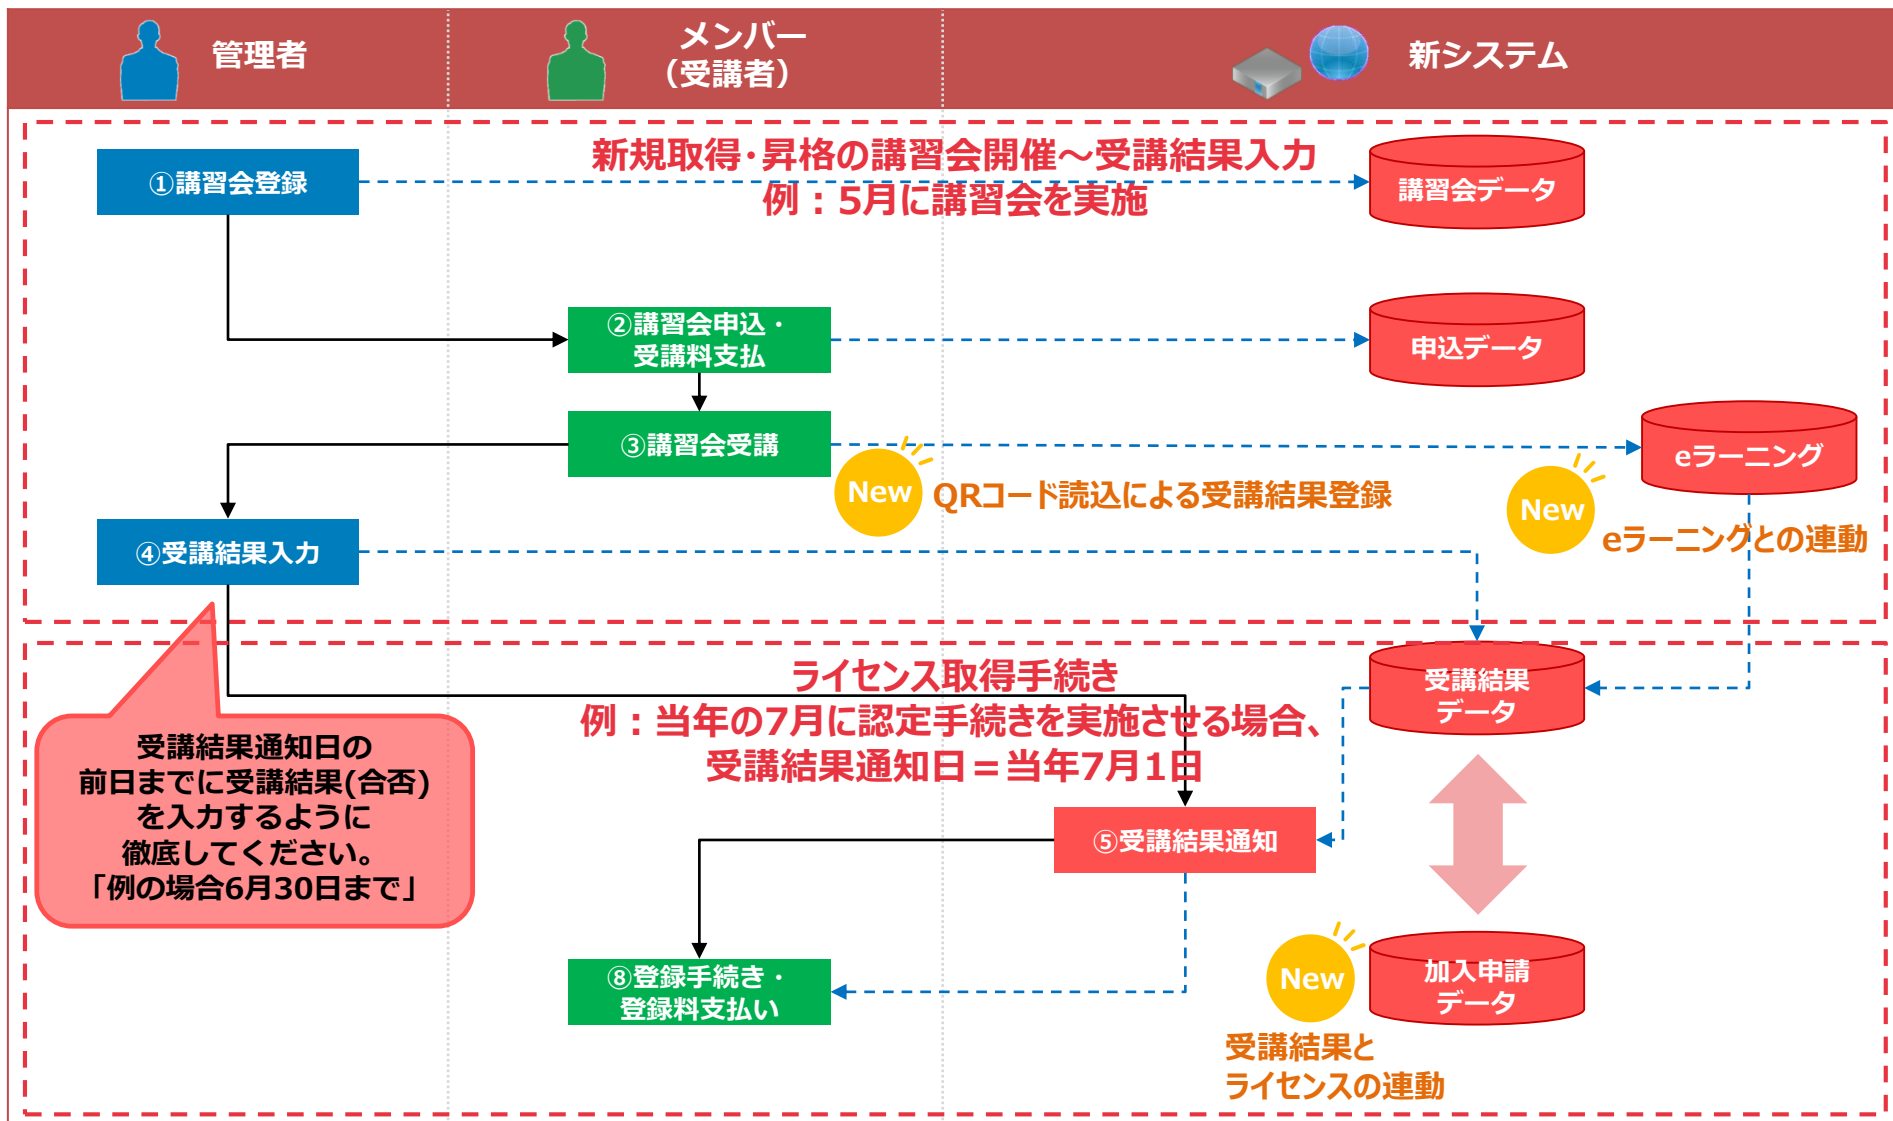 管理者
メンバー
（受講者）
新システム
新規取得・昇格の講習会開催～受講結果入力
例：5月に講習会を実施
①講習会登録
講習会データ
②講習会申込・
受講料支払
申込データ
③講習会受講
eラーニング
New
QRコード読込による受講結果登録
New
eラーニングとの連動
④受講結果入力
ライセンス取得手続き
例：当年の7月に認定手続きを実施させる場合、
受講結果通知日＝当年7月1日
受講結果
データ
受講結果通知日の
前日までに受講結果(合否)
を入力するように
徹底してください。
「例の場合6月30日まで」
⑤受講結果通知
⑧登録手続き・
登録料支払い
New
加入申請
データ
受講結果と
ライセンスの連動